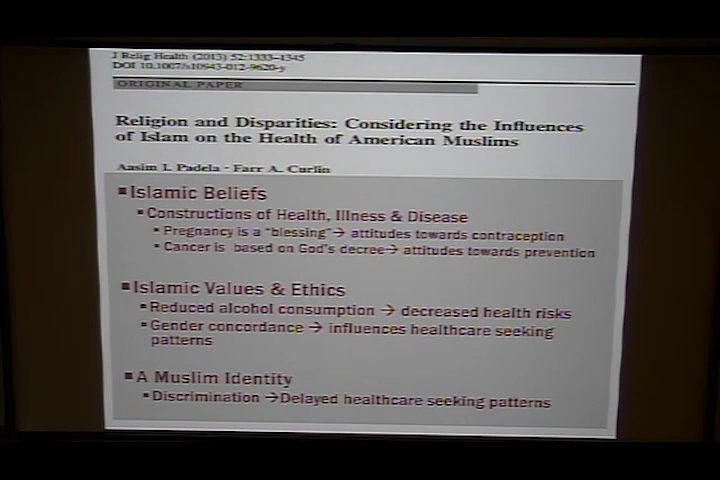 J Relig Health (2013) 52:1333–1345
DOI 10.1007/s10943-012-9620-y
ORIGINAL PAPER
Religion and Disparities: Considering the Influences
of Islam on the Health of American Muslims
Aasim I. Padela · Farr A. Curlin
▪Islamic Beliefs
▪Constructions of Health, Illness & Disease
▪Pregnancy is a "blessing"→ attitudes towards contraception
▪Cancer is based on God's decree→ attitudes towards prevention
▪Islamic Values & Ethics
▪Reduced alcohol consumption → decreased health risks
▪Gender concordance → influences healthcare seeking
patterns
▪A Muslim Identity
▪Discrimination →Delayed healthcare seeking patterns